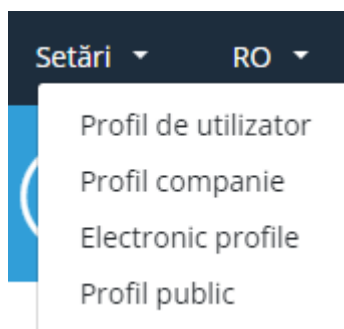 Setări RO
Profil de utilizator
Profil companie
Electronic profile
Profil public